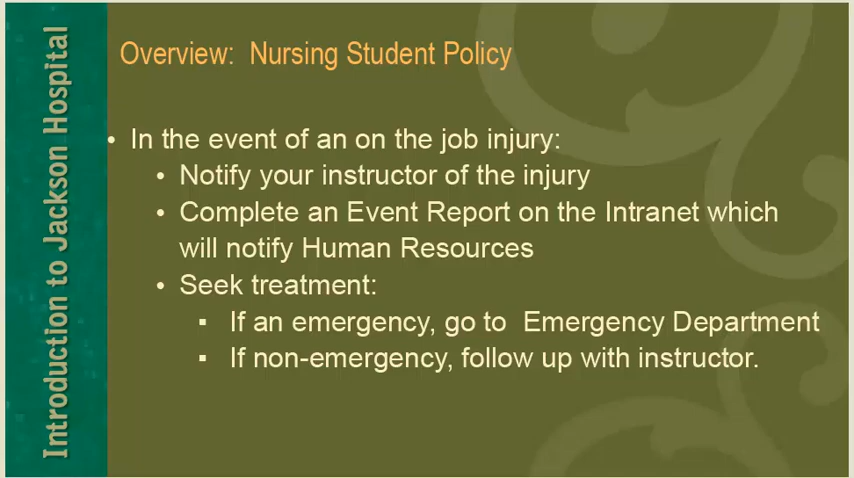 Introduction to Jackson Hospital
Overview: Nursing Student Policy
• In the event of an on the job injury:
• Notify your instructor of the injury
• Complete an Event Report on the Intranet which
will notify Human Resources
• Seek treatment:
▪ If an emergency, go to Emergency Department
▪ If non-emergency, follow up with instructor.